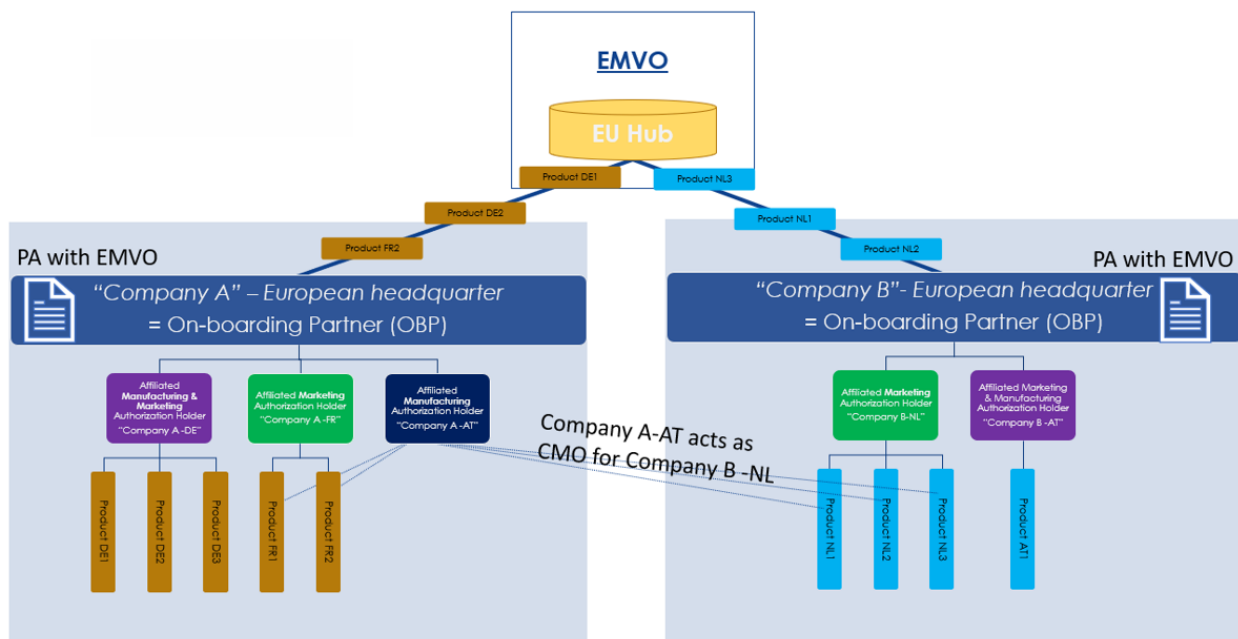 EMVO
EU Hub
Product DE1
Product NL3
Product DE2
Product NL1
Product FR2
Product NL2
PA with EMVO
PA with EMVO
“Company A” – European headquarter
= On-boarding Partner (OBP)
“Company B”- European headquarter
= On-boarding Partner (OBP)
Affiliated
Manufacturing &
Marketing
Authorization Holder
“Company A -DE”
Affiliated Marketing
Authorization Holder
“Company A -FR”
Affiliated
Manufacturing
Authorization Holder
“Company A -AT”
Affiliated Marketing
Authorization Holder
“Company B-NL”
Affiliated Marketing
& Manufacturing
Authorization Holder
“Company B -AT”
Company A-AT acts as
CMO for Company B -NL
Product DE1
Product DE2
Product DE3
Product FR1
Product FR2
Product NL1
Product NL2
Product NL3
Product AT1